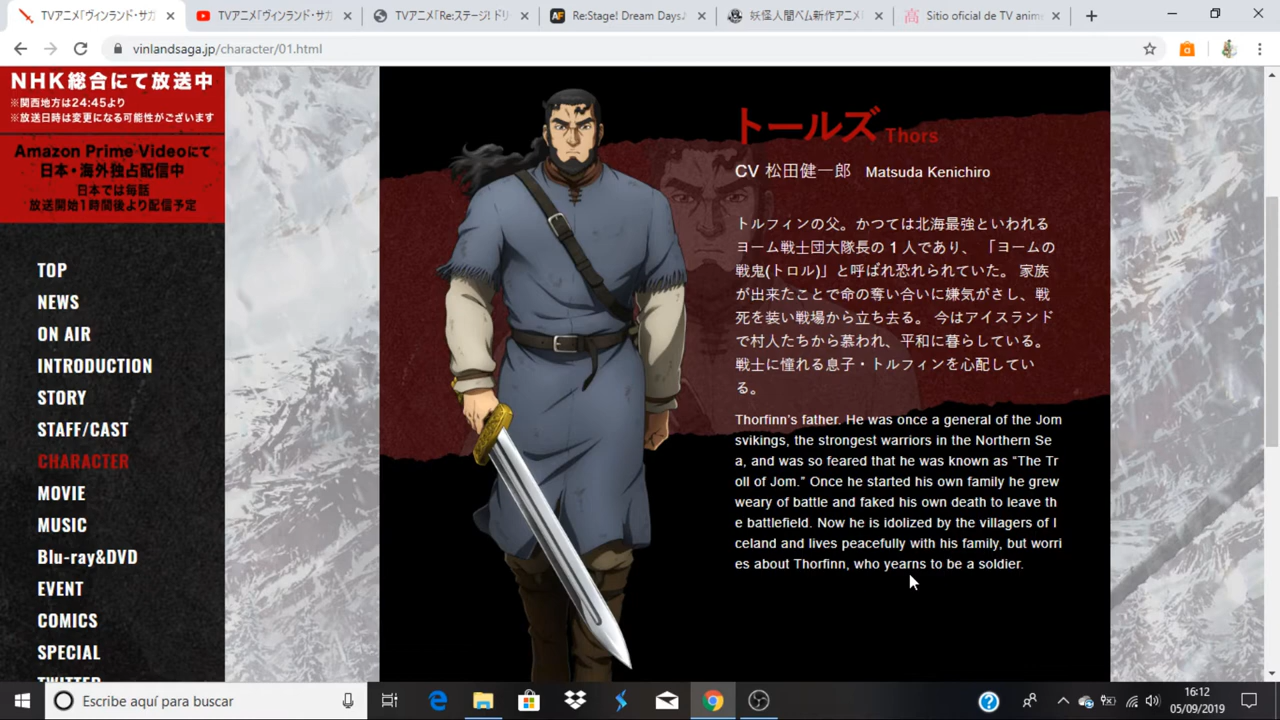 TVアニメ「ヴィンランド・サガ
TVアニメ「ヴィンランド・サガ
TVアニメ「Re:ステージ! ドリ
Re:Stage! Dream Days♪
妖怪人間ベム新作アニメ『
Sitio oficial de TV anime
vinlandsaga.jp/character/01.html
NHK総合にて放送中
※関西地方は24:45より
※放送日時は変更になる可能性がございます
Amazon Prime Videoにて
日本・海外独占配信中
日本では毎話
放送開始1時間後より配信予定
TOP
NEWS
ON AIR
INTRODUCTION
STORY
STAFF/CAST
CHARACTER
MOVIE
MUSIC
Blu-ray&DVD
EVENT
COMICS
SPECIAL
TWITTER
トールズ Thors
CV 松田健一郎 Matsuda Kenichiro
トルフィンの父。かつては北海最強といわれる
ヨーム戦士団大隊長の 1 人であり、「ヨームの
戦鬼(トロル)」と呼ばれ恐れられていた。 家族
が出来たことで命の奪い合いに嫌気がさし、戦
死を装い戦場から立ち去る。 今はアイスランド
で村人たちから慕われ、平和に暮らしている。
戦士に憧れる息子・トルフィンを心配してい
る。
Thorfinn's father. He was once a general of the Jom
svikings, the strongest warriors in the Northern Se
a, and was so feared that he was known as “The Tr
oll of Jom.” Once he started his own family he grew
weary of battle and faked his own death to leave th
e battlefield. Now he is idolized by the villagers of I
celand and lives peacefully with his family, but worri
es about Thorfinn, who yearns to be a soldier.
Escribe aquí para buscar
16:12
05/09/2019